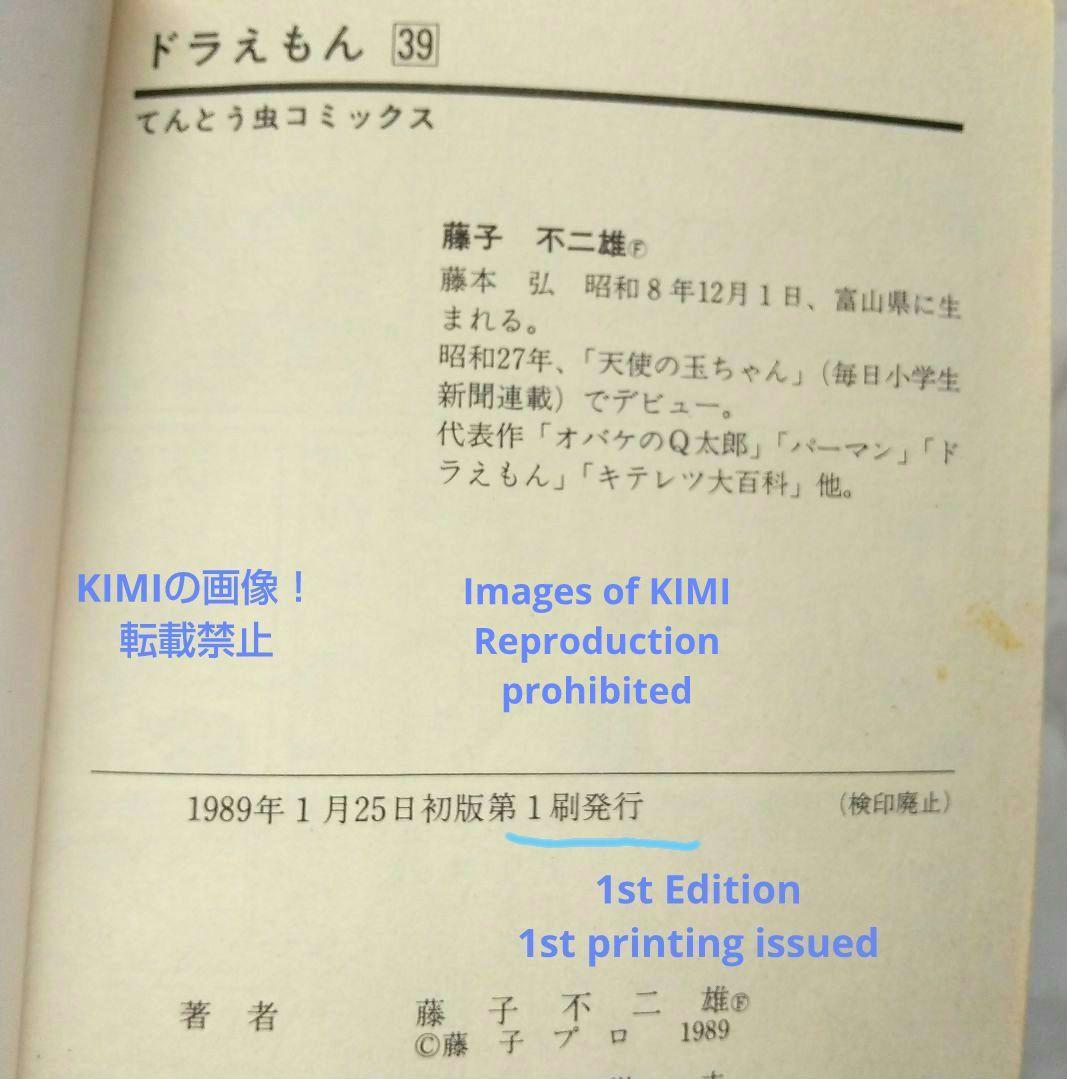 ドラえもん 39
てんとう虫コミックス
藤子 不二雄Ⓕ
藤本 弘 昭和8年12月1日、富山県に生
まれる。
昭和27年、「天使の玉ちゃん」(毎日小学生
新聞連載)でデビュー。
代表作「オバケのQ太郎」「パーマン」「ド
ラえもん」「キテレツ大百科」他。
KIMIの画像!
転載禁止
Images of KIMI
Reproduction
prohibited
1989年1月25日初版第1刷発行 (検印廃止)
1st Edition
1st printing issued
著者 藤子不二雄Ⓕ
©藤子プロ 1989